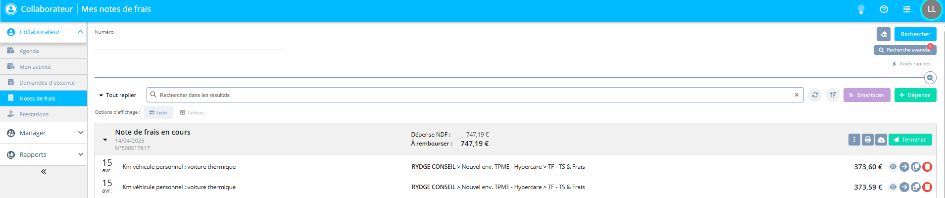 Collaborateur | Mes notes de frais
LL
Collaborateur
Agenda
Mon activité
Demandes d'absence
Notes de frais
Prestations
Manager
Rapports
Numéro
Rechercher
Recherche avancée
Accès rapides
Tout replier
Rechercher dans les résultats
Smartscan
+ Dépense
Options d'affichage :
Liste
Tableau
Note de frais en cours
14/04/2025
N°500017617
Dépense NDF : 747,19 €
À rembourser : 747,19 €
Terminer
15 avr. Km véhicule personnel : voiture thermique RYDGE CONSEIL > Nouvel env. TPME - Hypercare > TF - TS & Frais 373,60 €
15 avr. Km véhicule personnel : voiture thermique RYDGE CONSEIL > Nouvel env. TPME - Hypercare > TF - TS & Frais 373,59 €